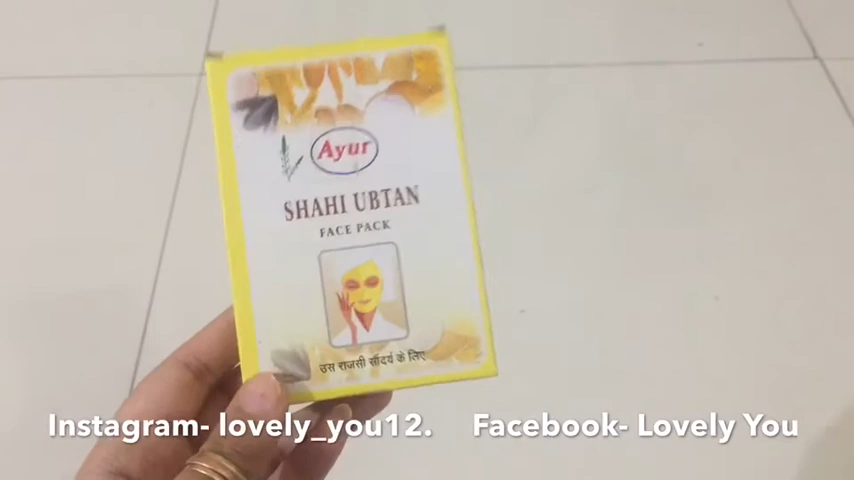 Ayur
SHAHI UBTAN
FACE PACK
उस राजसी सौंदर्य के लिए
Instagram- lovely_you12. Facebook- Lovely You